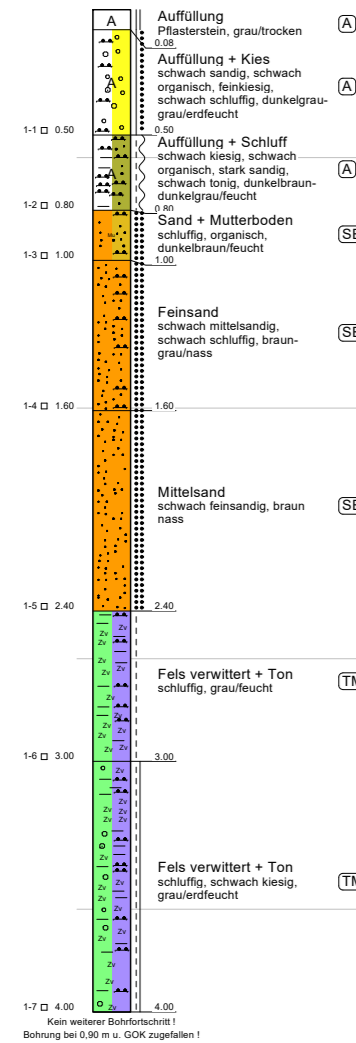 A
Auffüllung
Pflasterstein, grau/trocken
A
0.08
Auffüllung + Kies
schwach sandig, schwach
organisch, feinkiesig,
schwach schluffig, dunkelgrau-
grau/erdfeucht
A
A
1-1 0.50
0.50
Auffüllung + Schluff
schwach kiesig, schwach
organisch, stark sandig,
schwach tonig, dunkelbraun-
dunkelgrau/feucht
A
A
1-2 0.80
0.80
Sand + Mutterboden
schluffig, organisch,
dunkelbraun/feucht
Mu
1-3 1.00
1.00
Feinsand
schwach mittelsandig,
schwach schluffig, braun-
grau/nass
1-4 1.60
1.60
Mittelsand
schwach feinsandig, braun
nass
1-5 2.40
2.40
Zv
Fels verwittert + Ton
schluffig, grau/feucht
1-6 3.00
3.00
Zv
Fels verwittert + Ton
schluffig, schwach kiesig,
grau/erdfeucht
1-7 4.00
4.00
Kein weiterer Bohrfortschritt !
Bohrung bei 0,90 m u. GOK zugefallen !